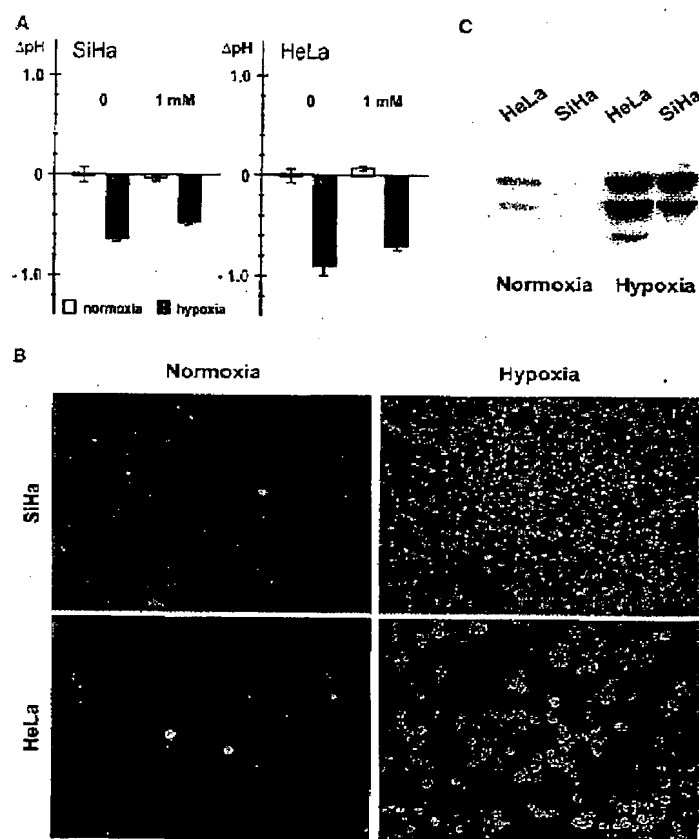 A
ΔpH SiHa
1.0
0 1 mM
0
- 1.0
normoxia hypoxia
ΔpH HeLa
1.0
0 1 mM
0
- 1.0
C
HeLa SiHa HeLa SiHa
Normoxia Hypoxia
B
Normoxia Hypoxia
SiHa
HeLa